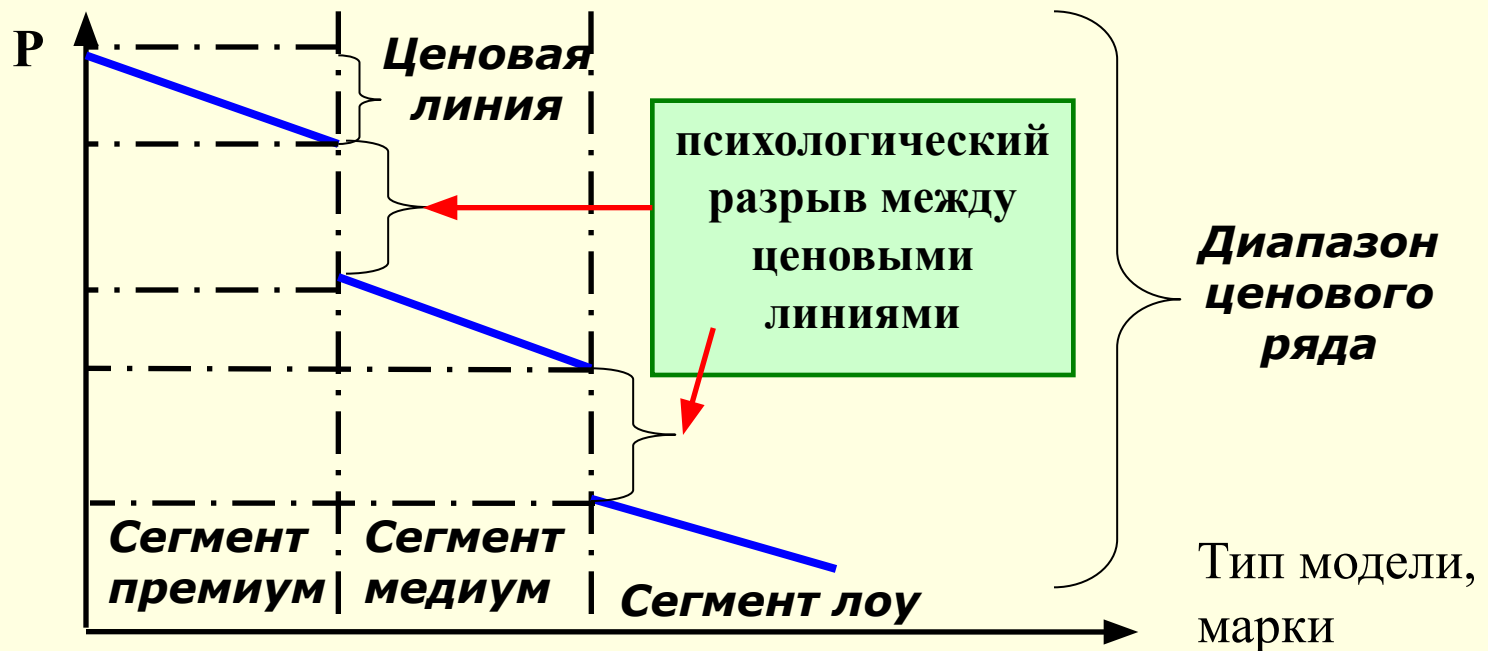 P
Ценовая
линия
психологический
разрыв между
ценовыми
линиями
Диапазон
ценового
ряда
Сегмент
премиум
Сегмент
медиум
Сегмент лоу
Тип модели,
марки